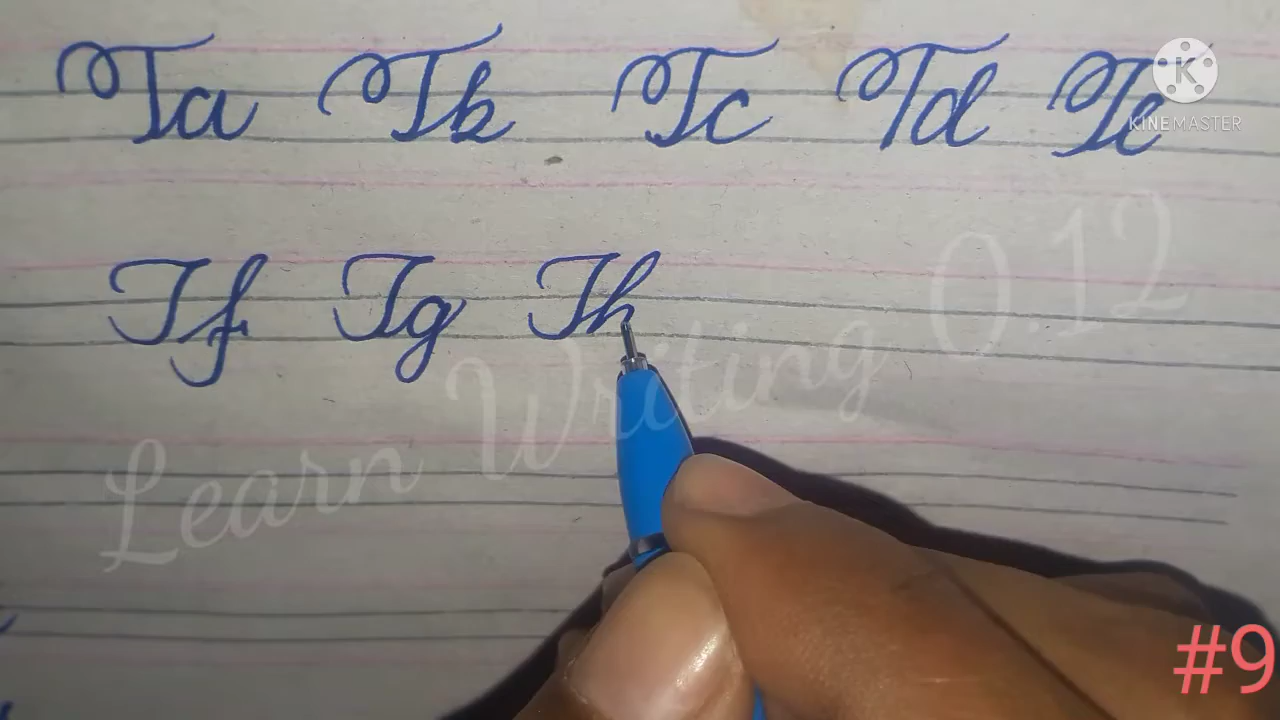 Ta Tb Tc Td Te
KINEMASTER
Tf Tg Th
Learn Writing 0.12
#9